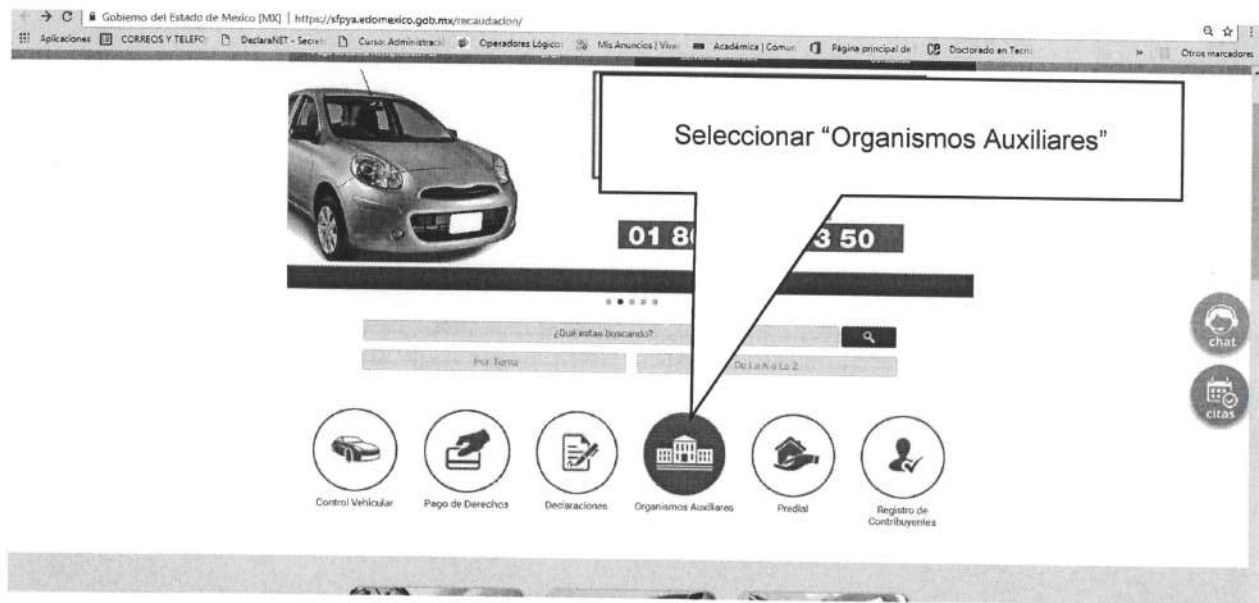 Gobierno del Estado de Mexico [MX] | https://sfpya.edomexico.gob.mx/recaudacion/
Aplicaciones CORREOS Y TELEFO DeclaraNET - Secret Curso: Administraci Operadores Lógico Mis Anuncios | Viva Académica | Comun Página principal de Doctorado en Tecno » Otros marcadores
Seleccionar “Organismos Auxiliares”
01 8 3 50
¿Qué estas buscando?
Por Tema De La A a La Z
chat
citas
Control Vehicular Pago de Derechos Declaraciones Organismos Auxiliares Predial Registro de
Contribuyentes